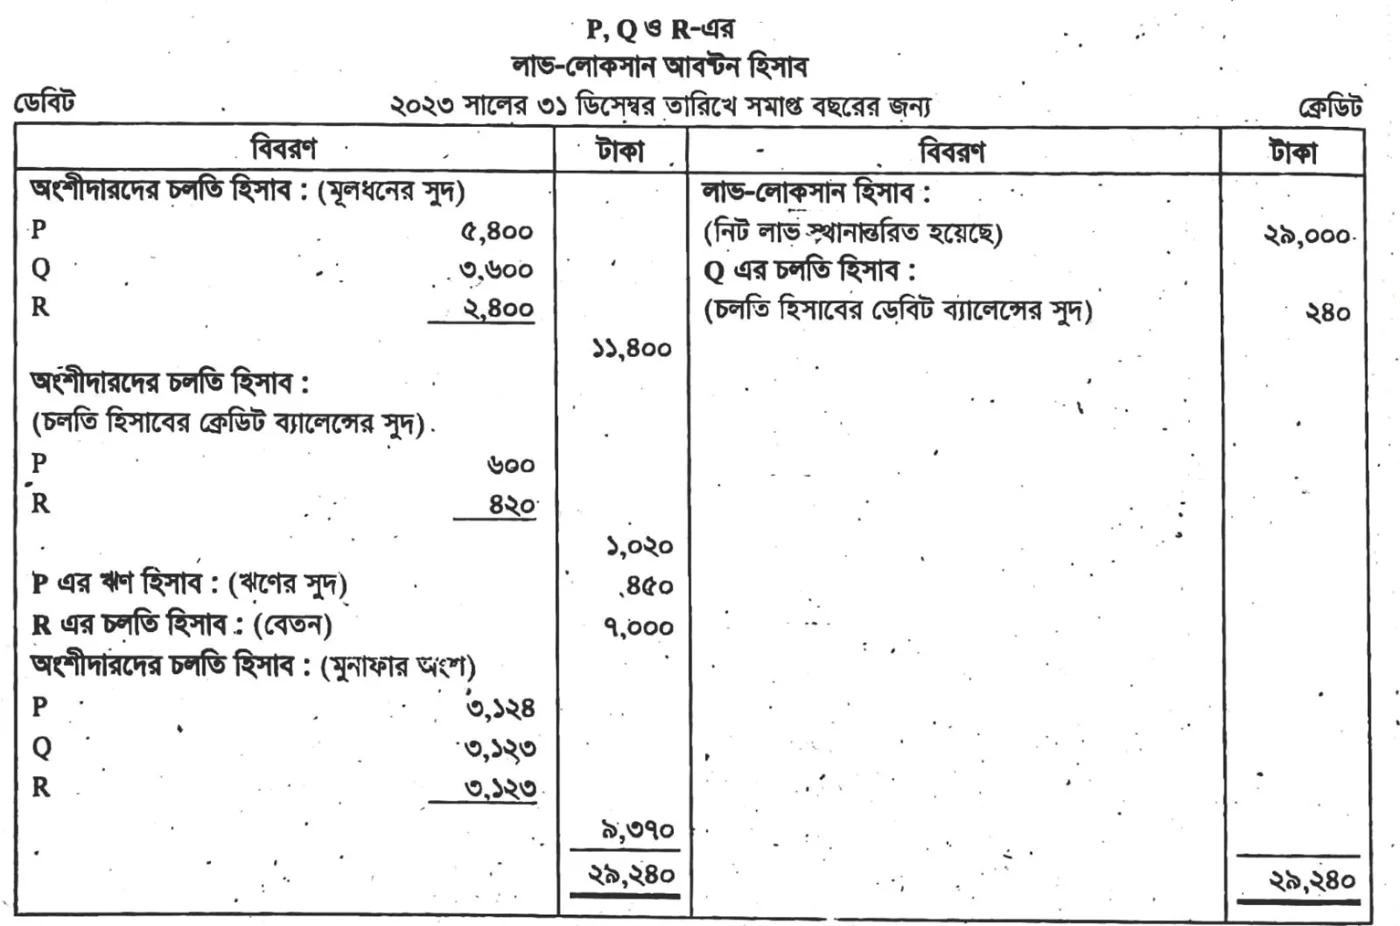 P, Q ও R-এর
লাভ-লোকসান আবণ্টন হিসাব
ডেবিট ২০২৩ সালের ৩১ ডিসেম্বর তারিখে সমাপ্ত বছরের জন্য ক্রেডিট
বিবরণ টাকা বিবরণ টাকা
অংশীদারদের চলতি হিসাব : (মূলধনের সুদ) লাভ-লোকসান হিসাব :
P ৫,৪০০ (নিট লাভ স্থানান্তরিত হয়েছে) ২৯,০০০
Q ৩,৬০০ Q এর চলতি হিসাব :
R ২,৪০০ (চলতি হিসাবের ডেবিট ব্যালেন্সের সুদ) ২৪০
১১,৪০০
অংশীদারদের চলতি হিসাব :
(চলতি হিসাবের ক্রেডিট ব্যালেন্সের সুদ)
P ৬০০
R ৪২০
১,০২০
P এর ঋণ হিসাব : (ঋণের সুদ) ৪৫০
R এর চলতি হিসাব : (বেতন) ৭,০০০
অংশীদারদের চলতি হিসাব : (মুনাফার অংশ)
P ৩,১২৪
Q ৩,১২৩
R ৩,১২৩
৯,৩৭০
২৯,২৪০ ২৯,২৪০